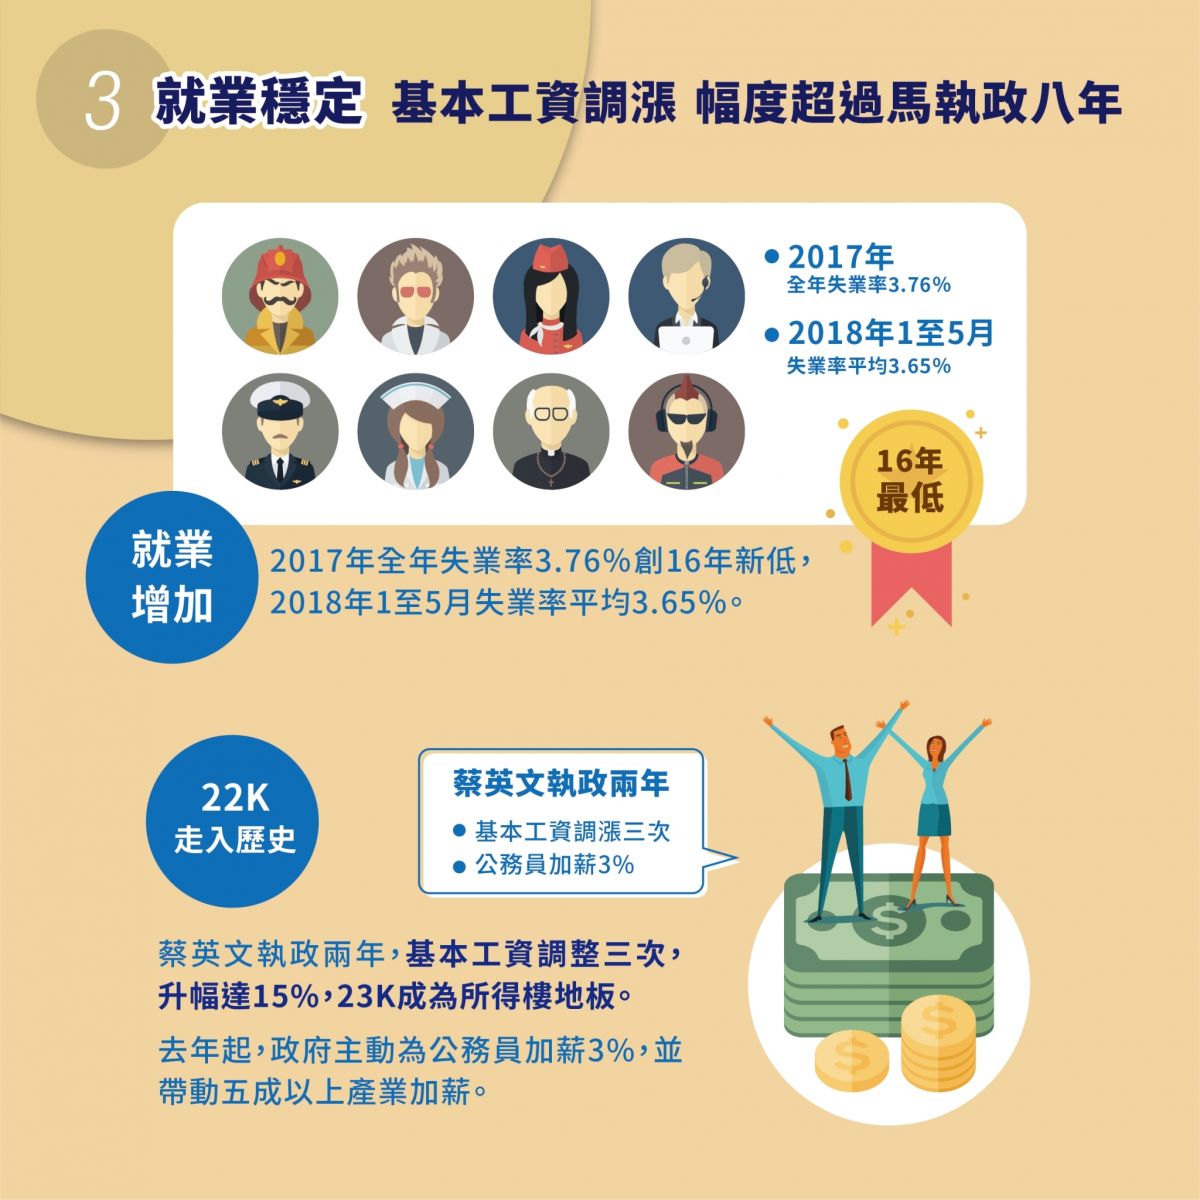 3 就業穩定 基本工資調漲 幅度超過馬執政八年
• 2017年
全年失業率3.76%
• 2018年1至5月
失業率平均3.65%
16年
最低
就業
增加
2017年全年失業率3.76%創16年新低，
2018年1至5月失業率平均3.65%。
22K
走入歷史
蔡英文執政兩年
• 基本工資調漲三次
• 公務員加薪3%
蔡英文執政兩年，基本工資調整三次，
升幅達15%，23K成為所得樓地板。
去年起，政府主動為公務員加薪3%，並
帶動五成以上產業加薪。
$
$
$